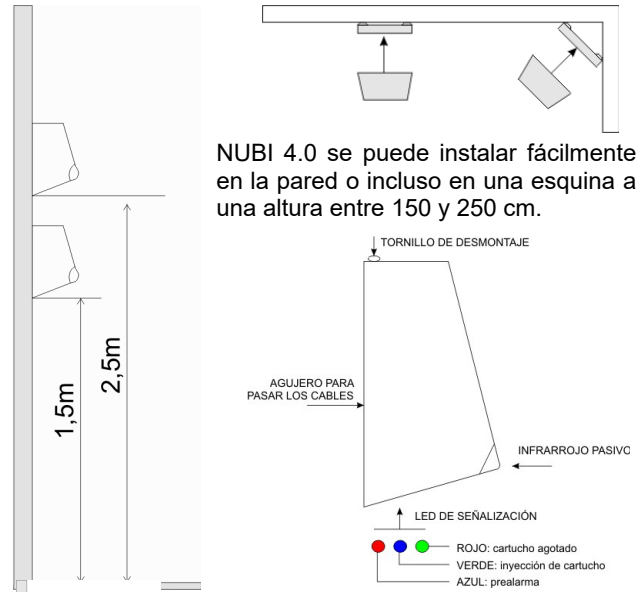 NUBI 4.0 se puede instalar fácilmente
en la pared o incluso en una esquina a
una altura entre 150 y 250 cm.
1,5m
2,5m
TORNILLO DE DESMONTAJE
AGUJERO PARA
PASAR LOS CABLES
INFRARROJO PASIVO
LED DE SEÑALIZACIÓN
ROJO: cartucho agotado
VERDE: inyección de cartucho
AZUL: prealarma